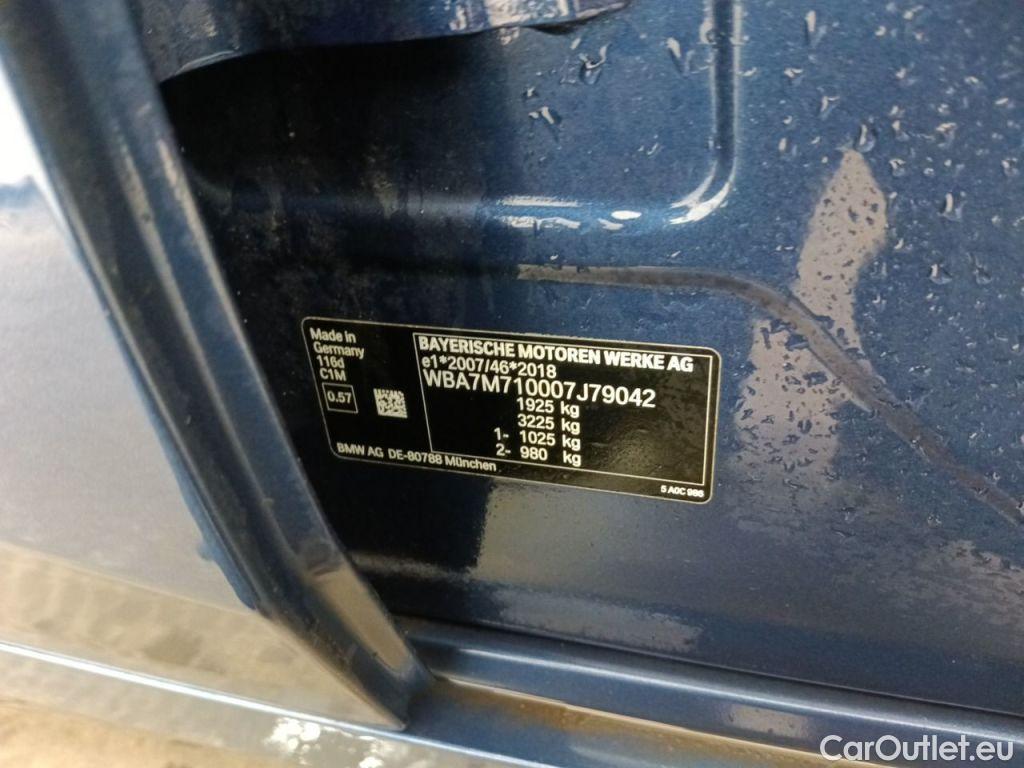 Made in
Germany
116d
C1M
0.57
BAYERISCHE MOTOREN WERKE AG
e1*2007/46*2018
WBA7M710007J79042
1925 kg
3225 kg
1- 1025 kg
2- 980 kg
BMW AG DE-80788 München
5 A0C 986
CarOutlet.eu